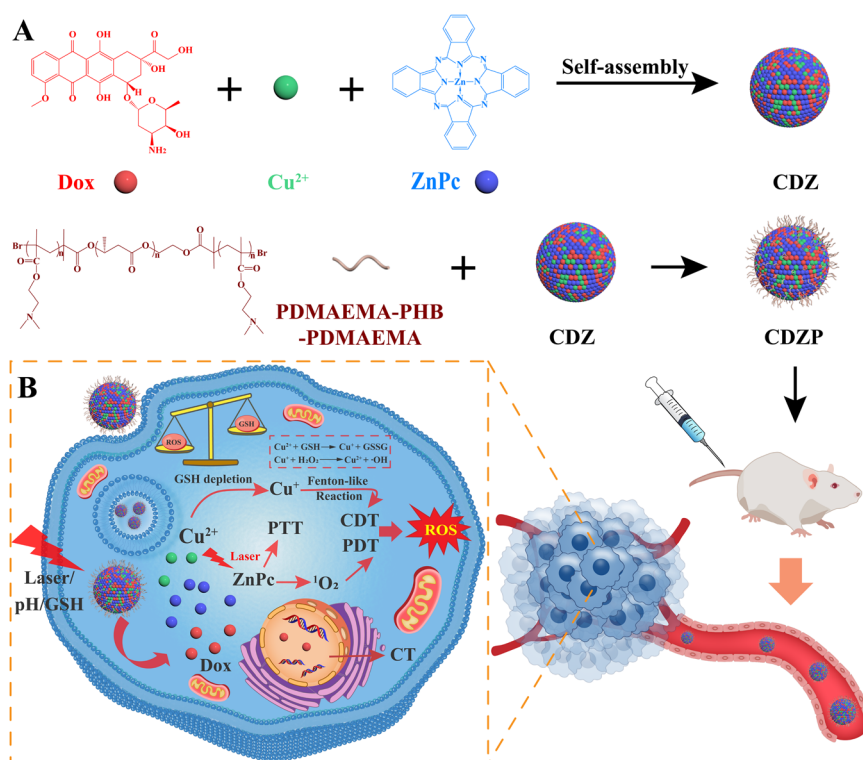 A
O
OH
O
OH
OH
O
O
OH
H
O
O
OH
NH₂
Dox
+
Cu²⁺
+
N
N
N
N
Zn
N
N
N
N
ZnPc
Self-assembly
CDZ
Br
n
O
O
O
O
n
O
O
O
n
Br
C=O
O
N
C=O
O
N
PDMAEMA-PHB
-PDMAEMA
+
CDZ
CDZP
B
ROS
GSH
Cu²⁺ + GSH → Cu⁺ + GSSG
Cu⁺ + H₂O₂ → Cu²⁺ + ·OH
GSH depletion
Cu⁺
Fenton-like
Reaction
Cu²⁺
PTT
CDT
PDT
ROS
Laser
ZnPc
¹O₂
Laser/
pH/GSH
Dox
CT